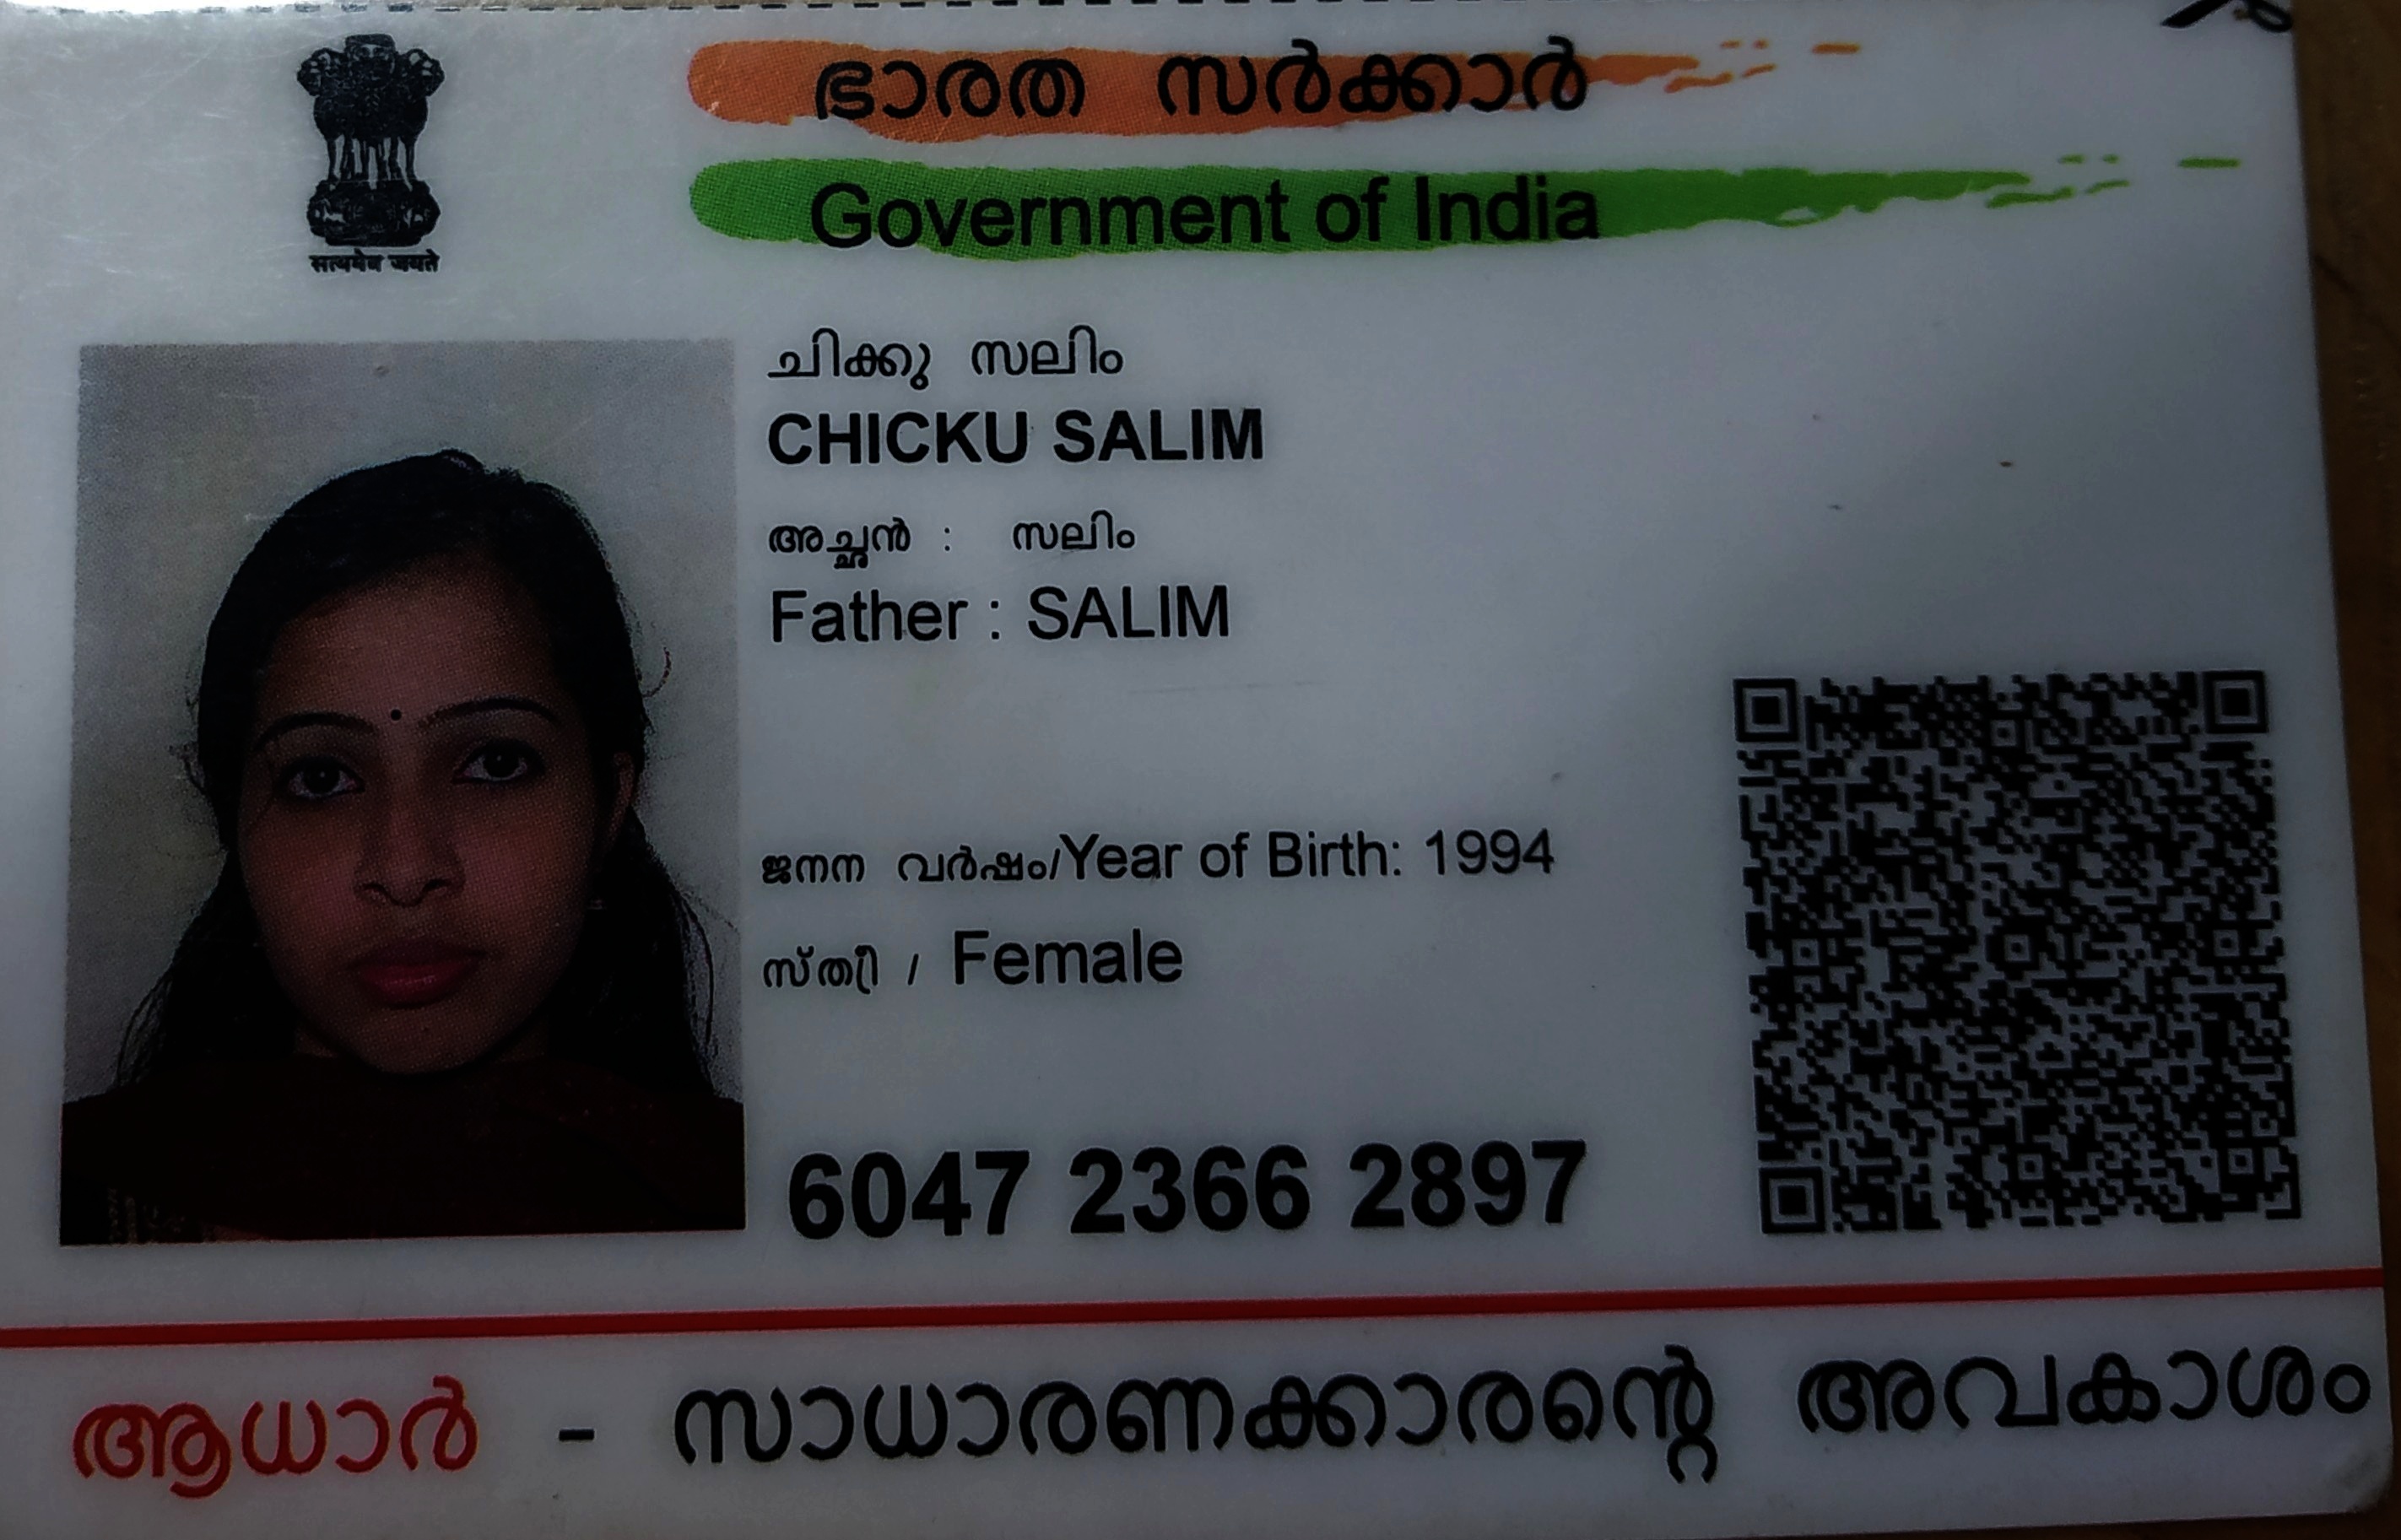 ഭാരത സർക്കാർ
Government of India
सत्यमेव जयते
ചിക്കു സലിം
CHICKU SALIM
അച്ഛൻ : സലിം
Father : SALIM
ജനന വർഷം/Year of Birth: 1994
സ്ത്രീ / Female
6047 2366 2897
ആധാർ - സാധാരണക്കാരന്റെ അവകാശം